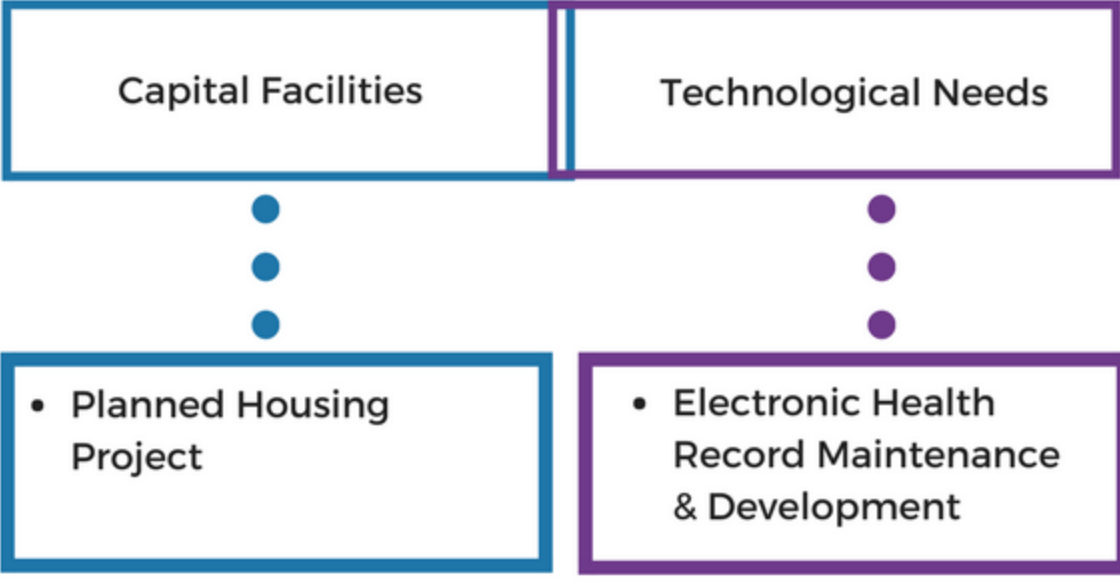 Capital Facilities
Technological Needs
• Planned Housing
Project
• Electronic Health
Record Maintenance
& Development